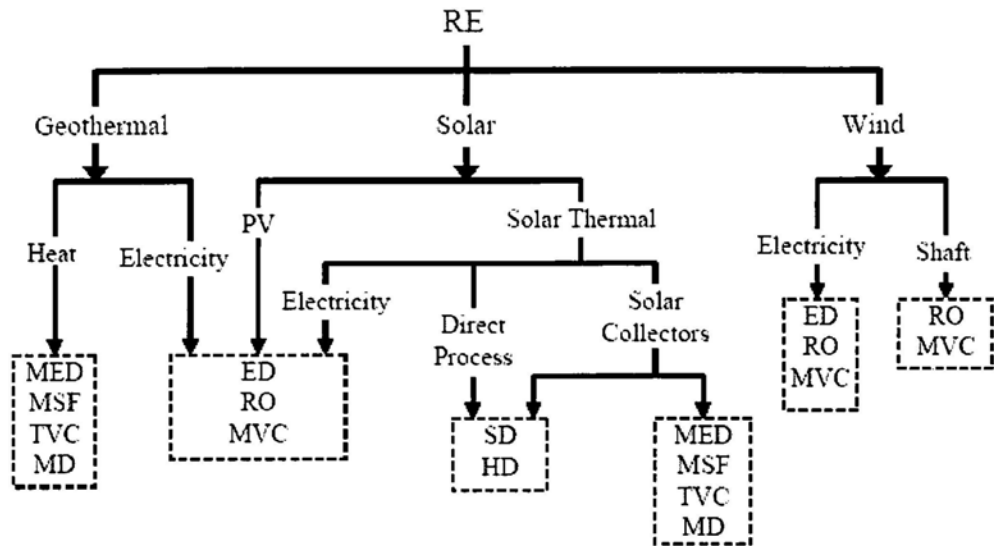 RE
Geothermal
Solar
Wind
Heat
Electricity
PV
Solar Thermal
Electricity
Shaft
Electricity
Direct
Process
Solar
Collectors
MED
MSF
TVC
MD
ED
RO
MVC
SD
HD
MED
MSF
TVC
MD
ED
RO
MVC
RO
MVC